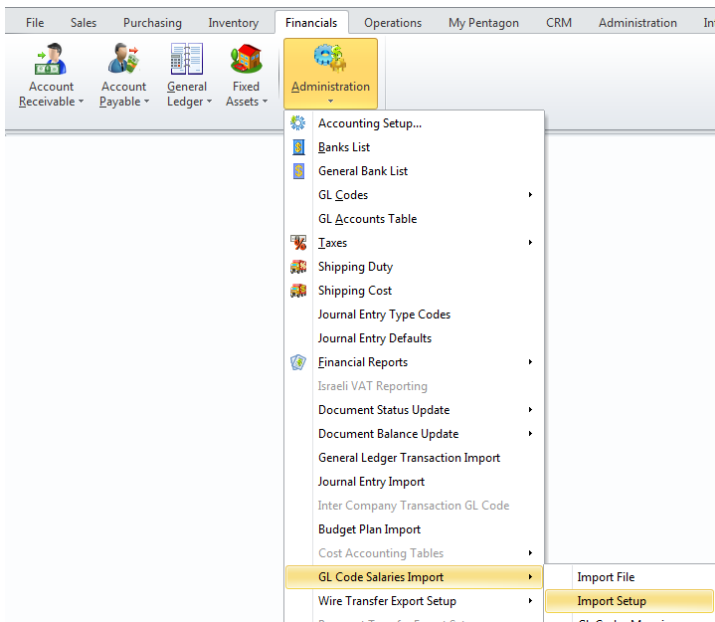 File Sales Purchasing Inventory Financials Operations My Pentagon CRM Administration
Account Receivable
Account Payable
General Ledger
Fixed Assets
Administration
Accounting Setup...
Banks List
General Bank List
GL Codes
GL Accounts Table
Taxes
Shipping Duty
Shipping Cost
Journal Entry Type Codes
Journal Entry Defaults
Financial Reports
Israeli VAT Reporting
Document Status Update
Document Balance Update
General Ledger Transaction Import
Journal Entry Import
Inter Company Transaction GL Code
Budget Plan Import
Cost Accounting Tables
GL Code Salaries Import
Import File
Wire Transfer Export Setup
Import Setup